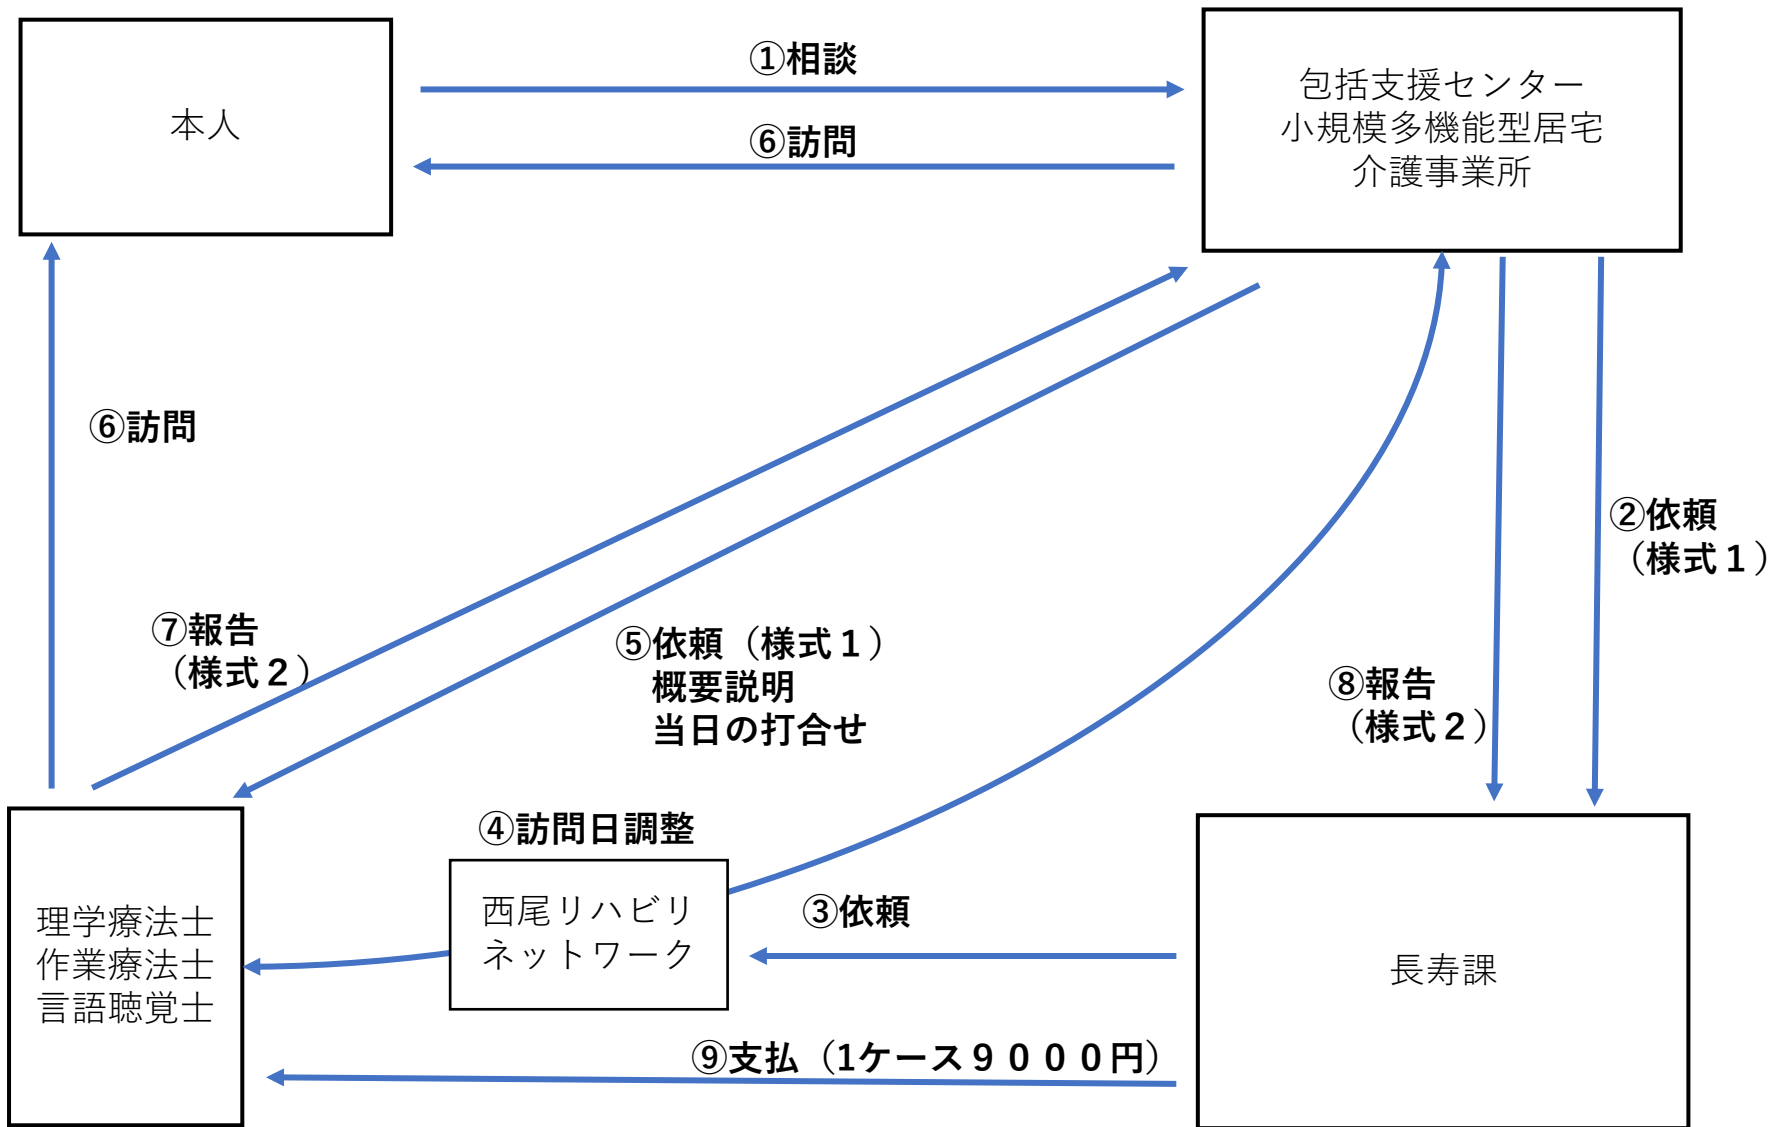 ①相談
本人
包括支援センター
小規模多機能型居宅
介護事業所
⑥訪問
⑥訪問
②依頼
（様式１）
⑦報告
（様式２）
⑤依頼（様式１）
概要説明
当日の打合せ
⑧報告
（様式２）
④訪問日調整
西尾リハビリ
ネットワーク
③依頼
理学療法士
作業療法士
言語聴覚士
長寿課
⑨支払（1ケース９０００円）